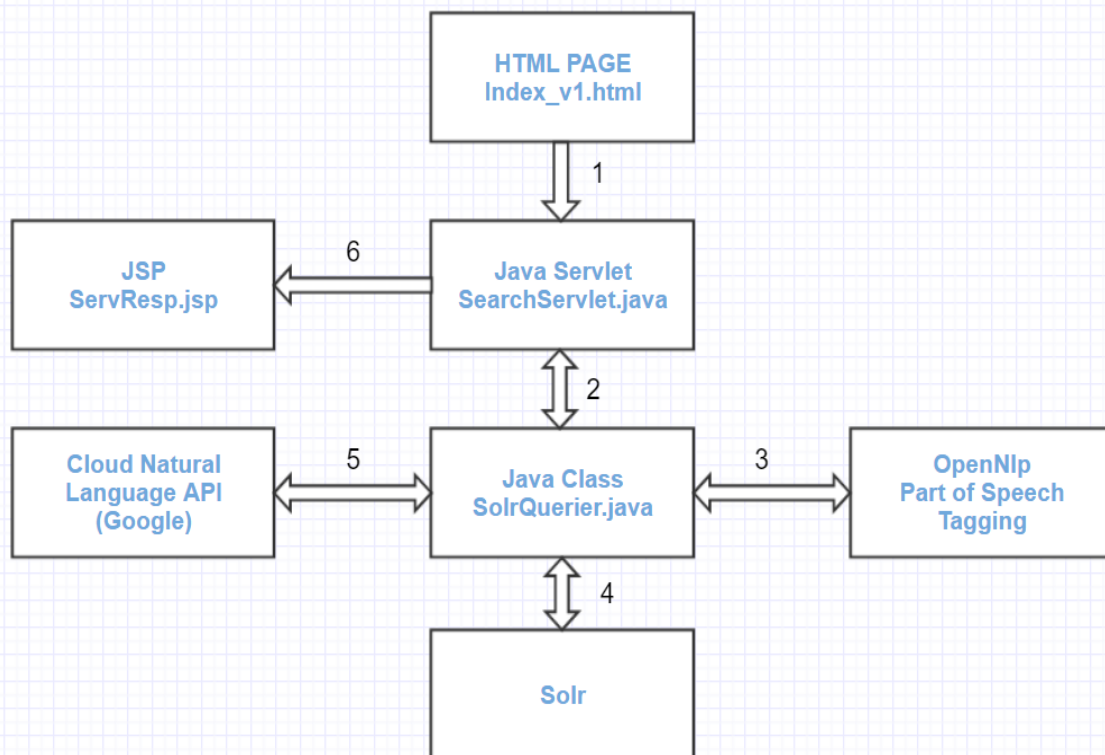 HTML PAGE
Index_v1.html
1
6
JSP
ServResp.jsp
Java Servlet
SearchServlet.java
2
Cloud Natural
Language API
(Google)
5
Java Class
SolrQuerier.java
3
OpenNlp
Part of Speech
Tagging
4
Solr